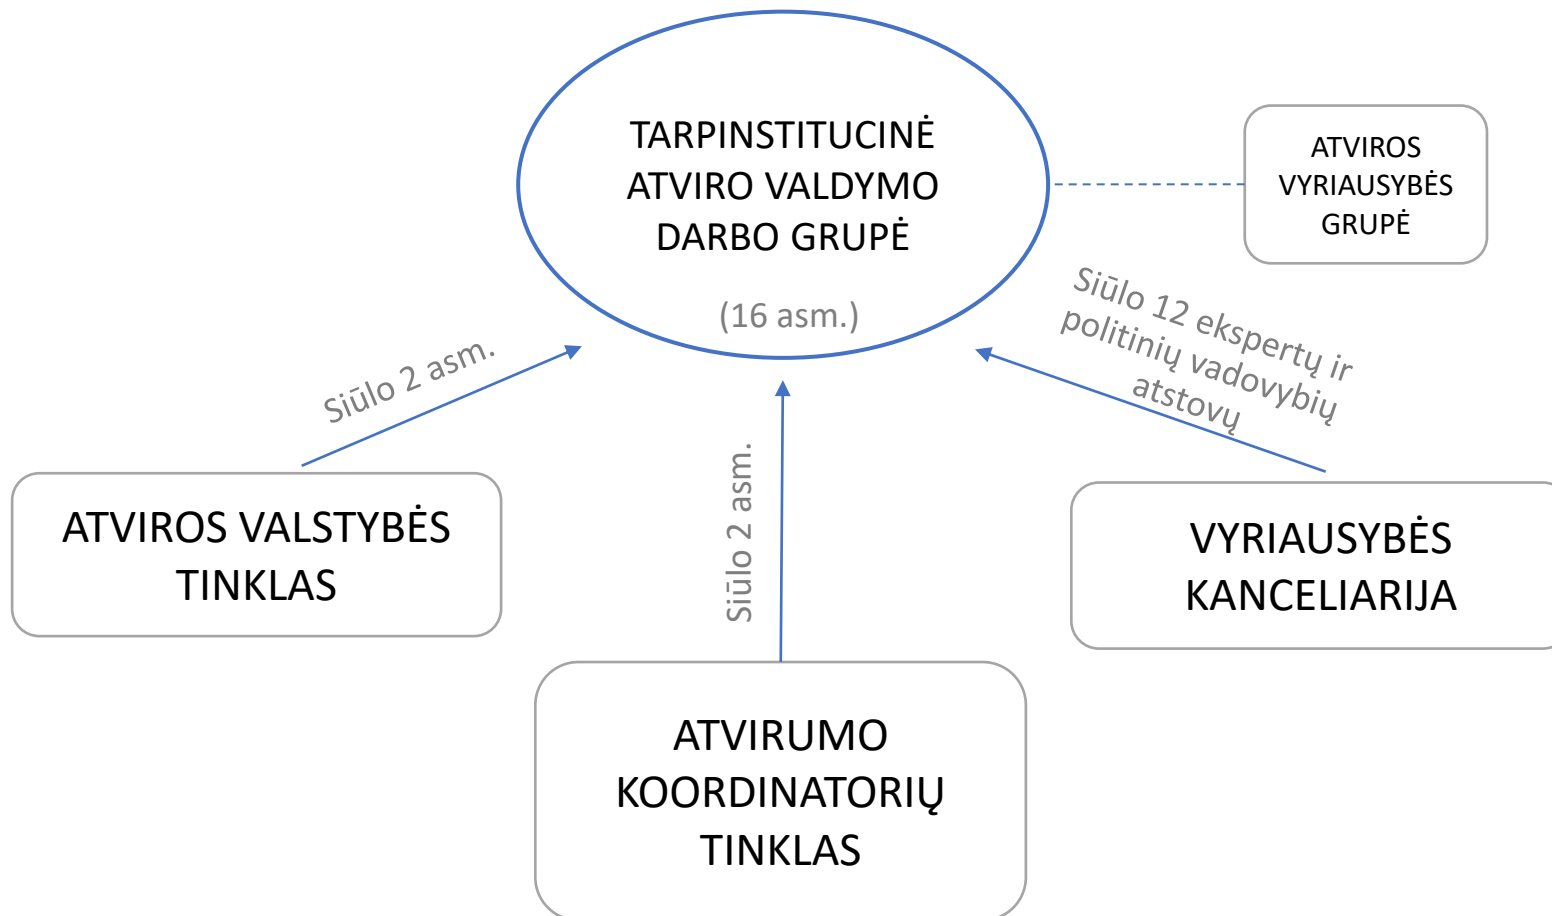 TARPINSTITUCINĖ
ATVIRO VALDYMO
DARBO GRUPĖ
(16 asm.)
ATVIROS
VYRIAUSYBĖS
GRUPĖ
Siūlo 2 asm.
Siūlo 2 asm.
Siūlo 12 ekspertų ir
politinių vadovybių
atstovų
ATVIROS VALSTYBĖS
TINKLAS
ATVIRUMO
KOORDINATORIŲ
TINKLAS
VYRIAUSYBĖS
KANCELIARIJA